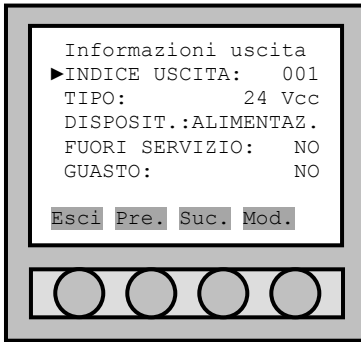 Informazioni uscita
►INDICE USCITA: 001
TIPO: 24 Vcc
DISPOSIT.:ALIMENTAZ.
FUORI SERVIZIO: NO
GUASTO: NO
Esci Pre. Suc. Mod.